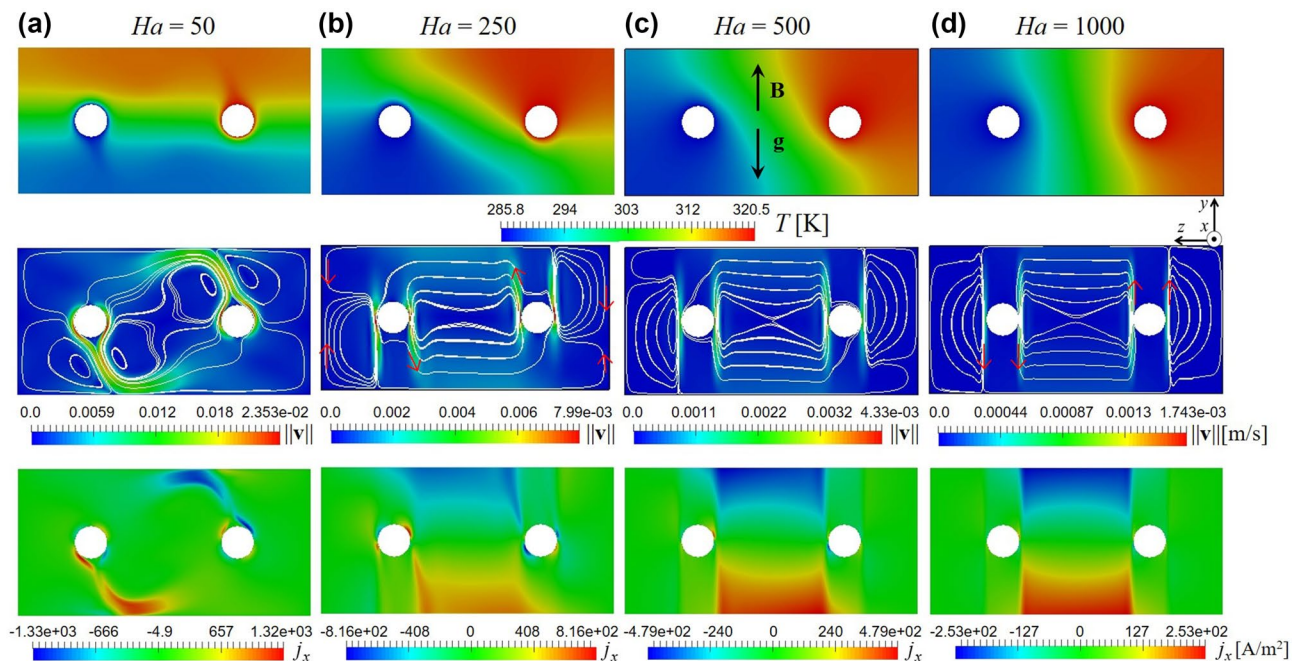 (a) Ha = 50 (b) Ha = 250 (c) Ha = 500 (d) Ha = 1000
B
g
285.8 294 303 312 320.5
T [K]
y
z x
0.0 0.0059 0.012 0.018 2.353e-02
||v||
0.0 0.002 0.004 0.006 7.99e-03
||v||
0.0 0.0011 0.0022 0.0032 4.33e-03
||v||
0.0 0.00044 0.00087 0.0013 1.743e-03
||v||[m/s]
-1.33e+03 -666 -4.9 657 1.32e+03
jx
-8.16e+02 -408 0 408 8.16e+02
jx
-4.79e+02 -240 0 240 4.79e+02
jx
-2.53e+02 -127 0 127 2.53e+02
jx [A/m²]